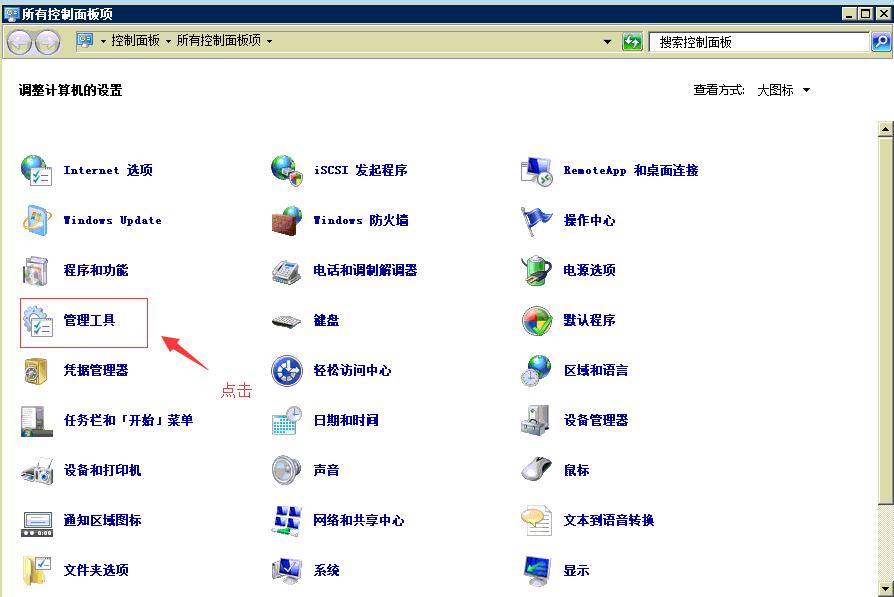 所有控制面板项
控制面板 所有控制面板项
搜索控制面板
调整计算机的设置
查看方式: 大图标
Internet 选项
iSCSI 发起程序
RemoteApp 和桌面连接
Windows Update
Windows 防火墙
操作中心
程序和功能
电话和调制解调器
电源选项
管理工具
键盘
默认程序
凭据管理器
轻松访问中心
区域和语言
点击
任务栏和「开始」菜单
日期和时间
设备管理器
设备和打印机
声音
鼠标
通知区域图标
网络和共享中心
文本到语音转换
文件夹选项
系统
显示